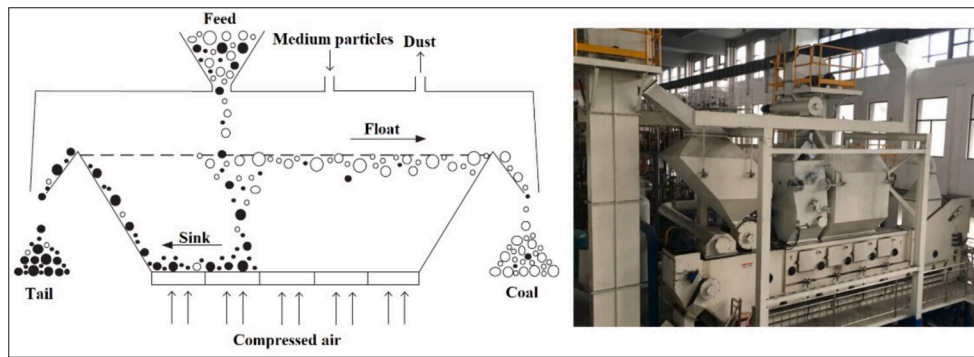 Feed
Medium particles
Dust
Float
Sink
Tail
Coal
Compressed air